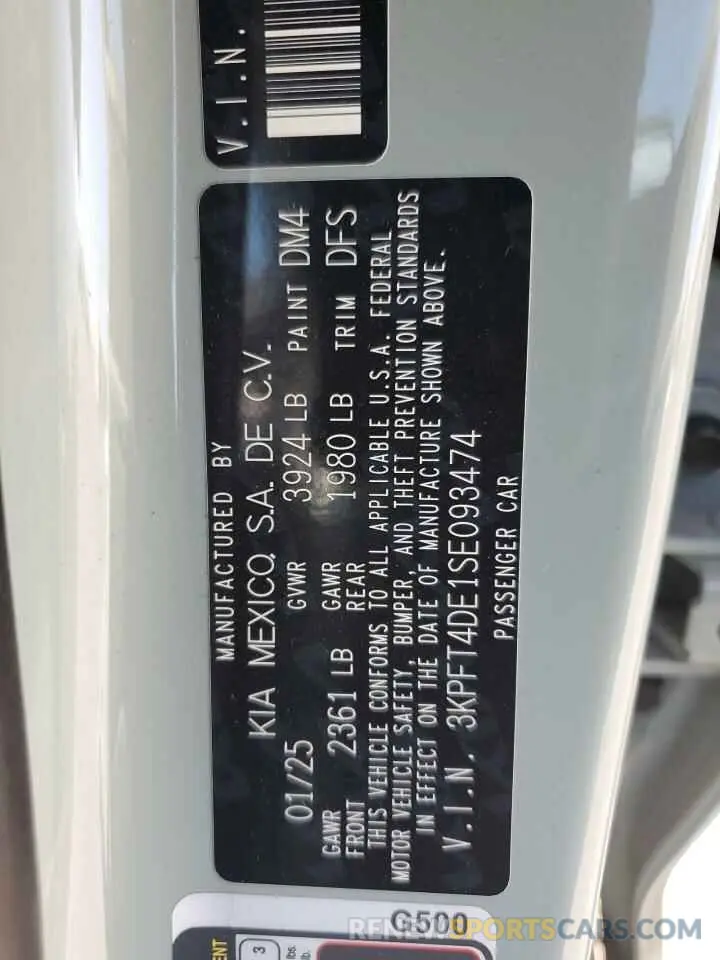 V.I.N.
MANUFACTURED BY
KIA MEXICO, S.A. DE C.V.
01/25 GVWR 3924 LB PAINT DM4
GAWR FRONT 2361 LB GAWR REAR 1980 LB TRIM DFS
THIS VEHICLE CONFORMS TO ALL APPLICABLE U.S.A. FEDERAL
MOTOR VEHICLE SAFETY, BUMPER, AND THEFT PREVENTION STANDARDS
IN EFFECT ON THE DATE OF MANUFACTURE SHOWN ABOVE.
V.I.N. 3KPFT4DE1SE093474
PASSENGER CAR
G500
3
lbs.
RENEWSPORTSCARS.COM